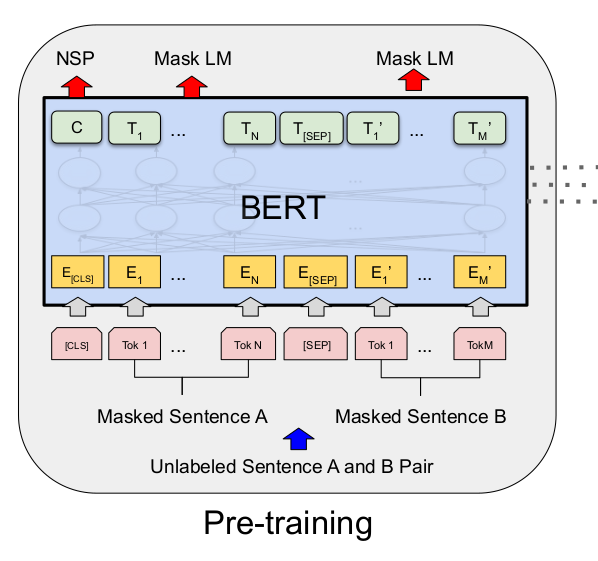 NSP Mask LM Mask LM
C T1 ... TN T[SEP] T1’ ... TM’
...
BERT
...
E[CLS] E1 ... EN E[SEP] E1’ ... EM’
[CLS] Tok 1 ... Tok N [SEP] Tok 1 ... TokM
Masked Sentence A Masked Sentence B
Unlabeled Sentence A and B Pair
Pre-training